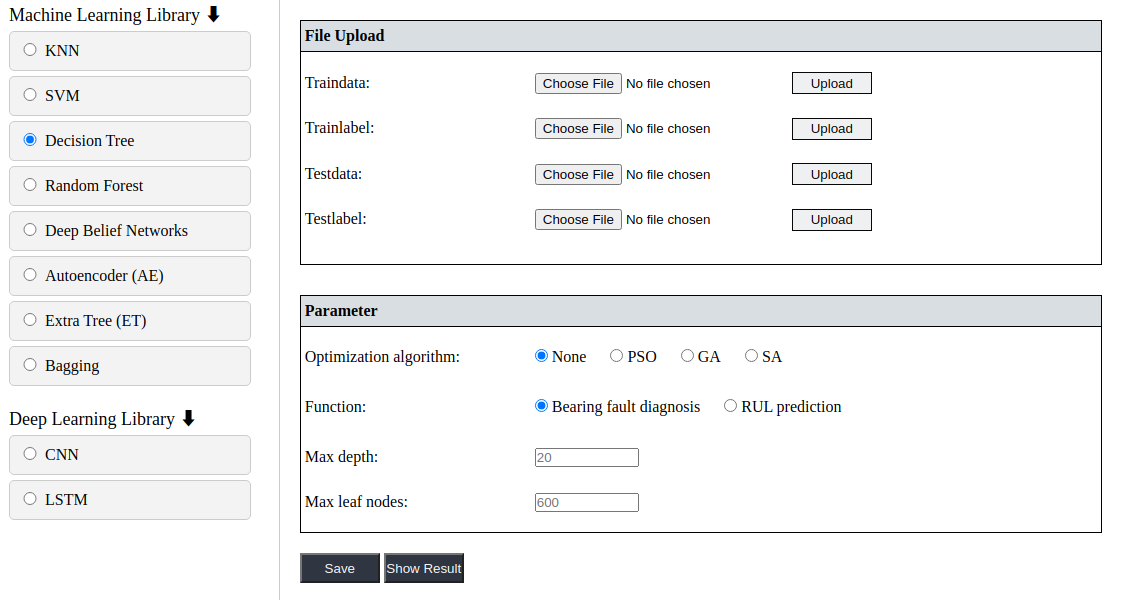 Machine Learning Library
KNN
SVM
Decision Tree
Random Forest
Deep Belief Networks
Autoencoder (AE)
Extra Tree (ET)
Bagging
Deep Learning Library
CNN
LSTM
File Upload
Traindata: Choose File No file chosen Upload
Trainlabel: Choose File No file chosen Upload
Testdata: Choose File No file chosen Upload
Testlabel: Choose File No file chosen Upload
Parameter
Optimization algorithm: None PSO GA SA
Function: Bearing fault diagnosis RUL prediction
Max depth: 20
Max leaf nodes: 600
Save Show Result